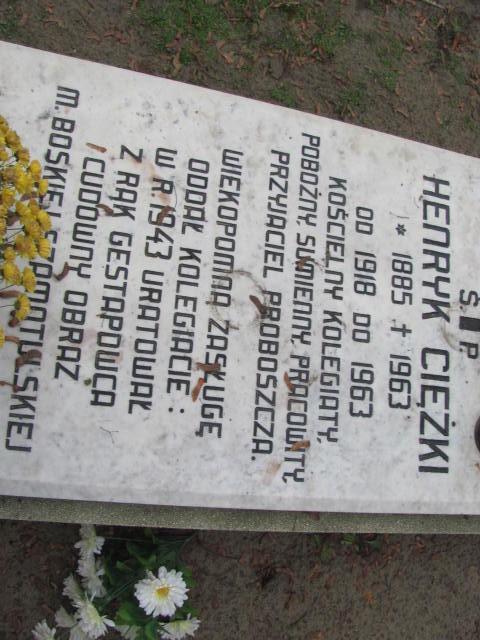 Ś. P.
HENRYK CIĘŻKI
* 1885 + 1963
OD 1918 DO 1963
KOŚCIELNY KOLEGIATY,
POBOŻNY, SUMIENNY, PRACOWITY
PRZYJACIEL PROBOSZCZA.
WIEKOPOMNĄ ZASŁUGĘ
ODDAŁ KOLEGIACIE :
W R. 1943 URATOWAŁ
Z RĄK GESTAPOWCA
CUDOWNY OBRAZ
M. BOSKIEJ SZAMOTULSKIEJ